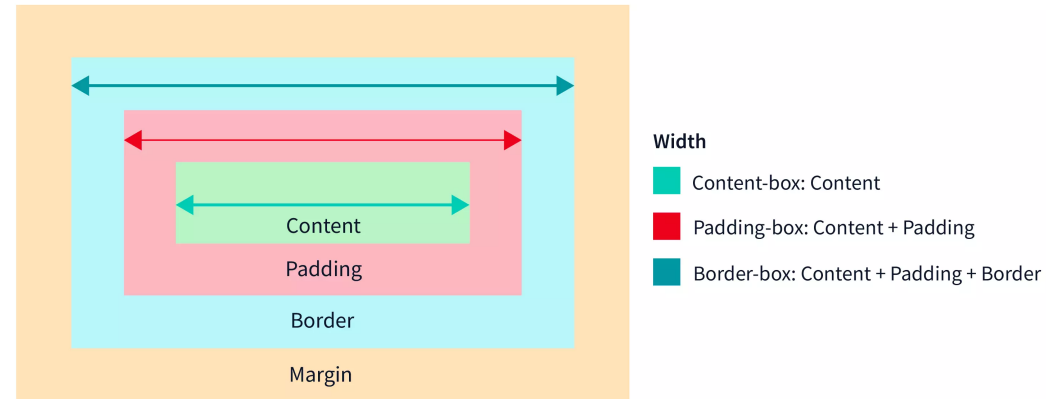 Content
Padding
Border
Margin
Width
Content-box: Content
Padding-box: Content + Padding
Border-box: Content + Padding + Border